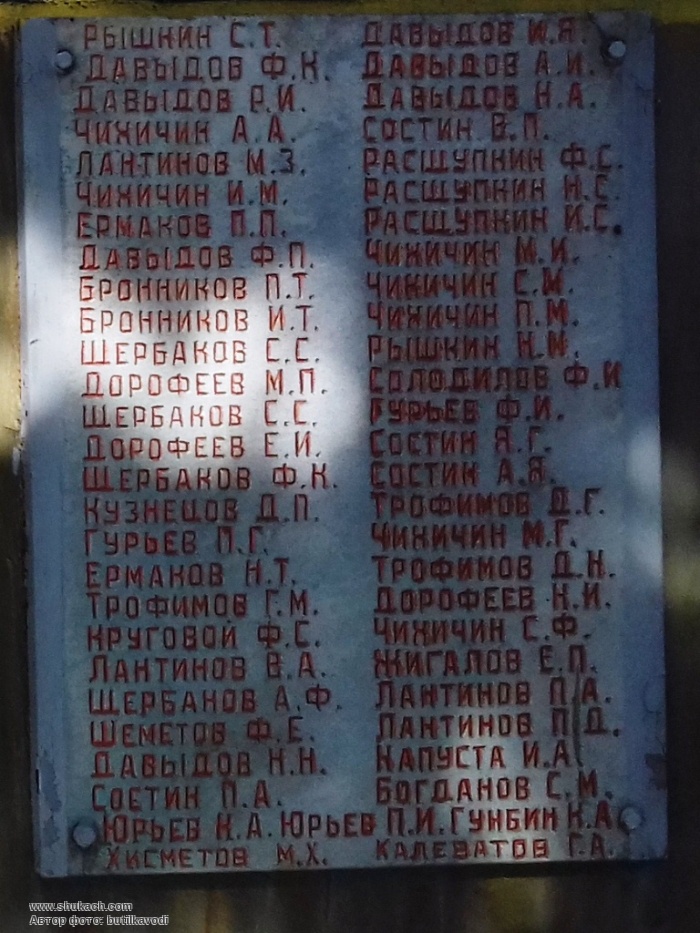 РЫШКИН С.Т.
ДАВЫДОВ Ф.К.
ДАВЫДОВ Р.И.
ЧИЖИЧИН А.А.
ЛАНТИНОВ М.З.
ЧИЖИЧИН И.М.
ЕРМАКОВ П.П.
ДАВЫДОВ Ф.П.
БРОННИКОВ П.Т.
БРОННИКОВ И.Т.
ЩЕРБАКОВ С.С.
ДОРОФЕЕВ М.П.
ЩЕРБАКОВ С.С.
ДОРОФЕЕВ Е.И.
ЩЕРБАКОВ Ф.К.
КУЗНЕЦОВ Д.П.
ГУРЬЕВ П.Г.
ЕРМАКОВ Н.Т.
ТРОФИМОВ Г.М.
КРУГОВОЙ Ф.С.
ЛАНТИНОВ В.А.
ЩЕРБАКОВ А.Ф.
ШЕМЕТОВ Ф.Е.
ДАВЫДОВ Н.Н.
СОСТИН П.А.
ДАВЫДОВ И.Я.
ДАВЫДОВ А.И.
ДАВЫДОВ Н.А.
СОСТИН В.П.
РАСЩУПКИН Ф.С.
РАСЩУПКИН Н.С.
РАСЩУПКИН И.С.
ЧИЖИЧИН М.И.
ЧИЖИЧИН С.М.
ЧИЖИЧИН П.М.
РЫШКИН
СОЛОДИЛОВ Ф.И
ГУРЬЕВ Ф.И.
СОСТИН Я.Г.
СОСТИН А.Я.
ТРОФИМОВ Д.Г.
ЧИЖИЧИН М.Г.
ТРОФИМОВ Д.Н.
ДОРОФЕЕВ К.И.
ЧИЖИЧИН С.Ф.
ЖИГАЛОВ Е.П.
ЛАНТИНОВ П.А.
ЛАНТИНОВ П.Д.
КАПУСТА И.А
БОГДАНОВ С.М.
ЮРЬЕВ К.А. ЮРЬЕВ П.И. ГУНБИН К.А.
ХИСМЕТОВ М.Х. КАЛЕВАТОВ Г.А.
www.shukach.com
Автор фото: butilkavodi